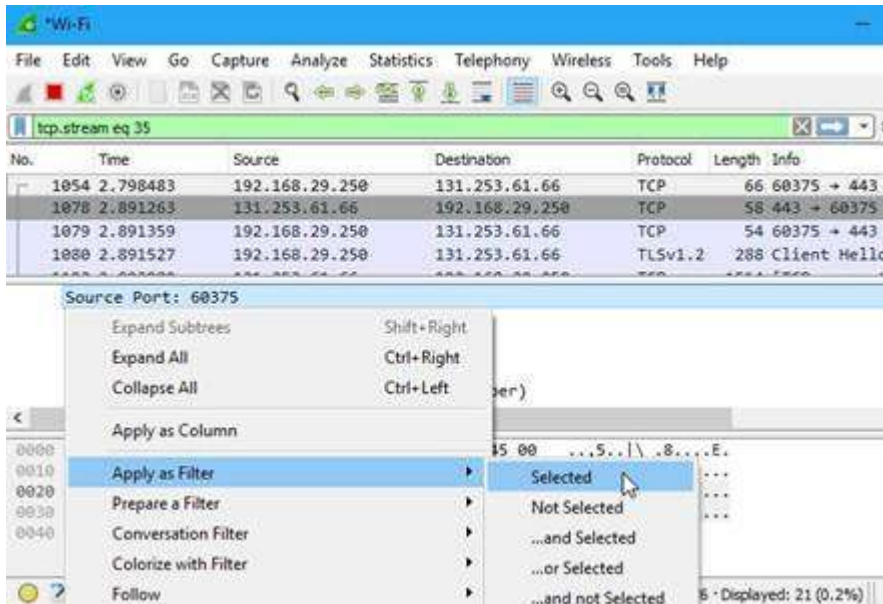 *Wi-Fi
File Edit View Go Capture Analyze Statistics Telephony Wireless Tools Help
tcp.stream eq 35
No. Time Source Destination Protocol Length Info
1054 2.798483 192.168.29.250 131.253.61.66 TCP 66 60375 → 443
1078 2.891263 131.253.61.66 192.168.29.250 TCP 58 443 → 60375
1079 2.891359 192.168.29.250 131.253.61.66 TCP 54 60375 → 443
1080 2.891527 192.168.29.250 131.253.61.66 TLSv1.2 288 Client Hello
Source Port: 60375
Expand Subtrees Shift+Right
Expand All Ctrl+Right
Collapse All Ctrl+Left
ber)
Apply as Column
0000 45 00 ...5..|\ .8....E.
0010 Apply as Filter Selected
0020 Prepare a Filter Not Selected
0030
0040 Conversation Filter ...and Selected
Colorize with Filter ...or Selected
Follow ...and not Selected 6 · Displayed: 21 (0.2%)